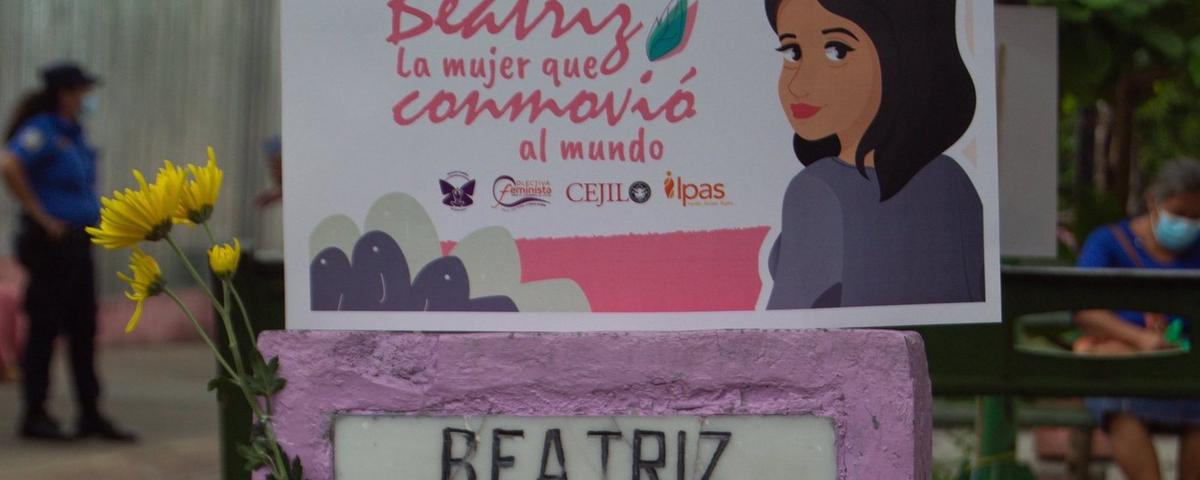 Beatriz
la mujer que
conmovió
al mundo
COLECTIVA
feminista
CEJIL
Ipas
BEATRIZ